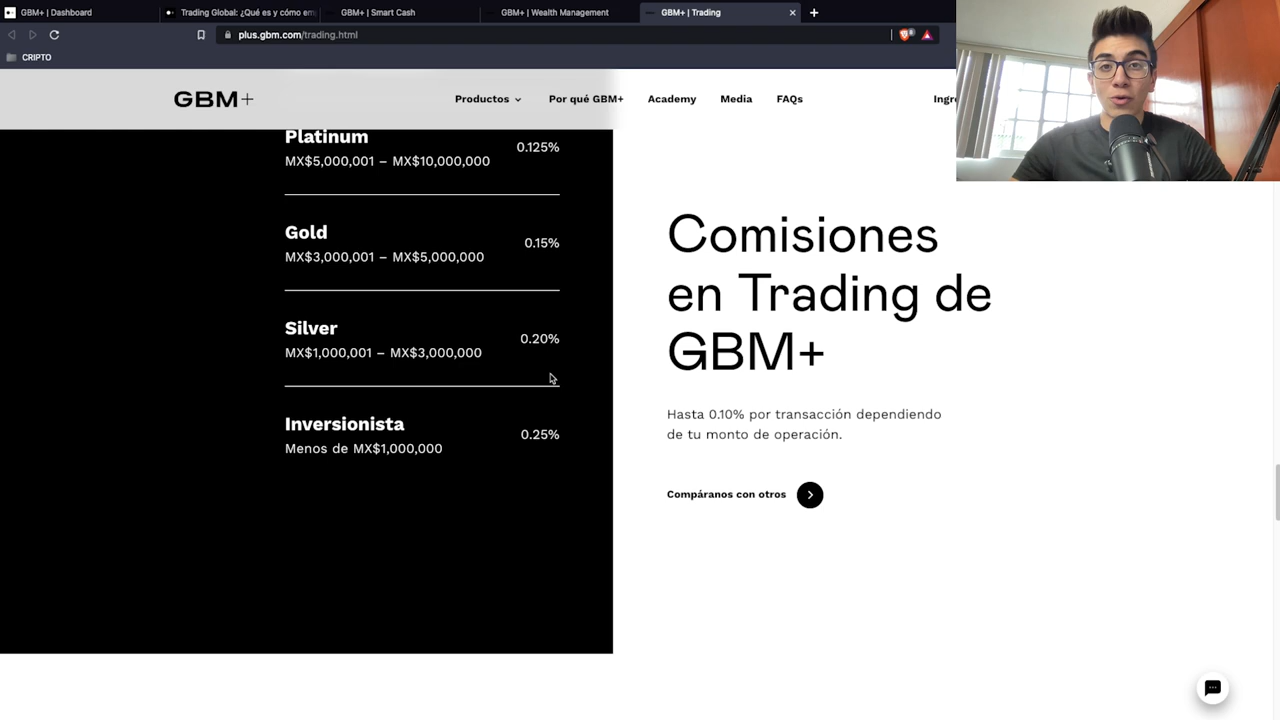 GBM+ | Dashboard
Trading Global: ¿Qué es y cómo em
GBM+ | Smart Cash
GBM+ | Wealth Management
GBM+ | Trading
plus.gbm.com/trading.html
CRIPTO
GBM+
Productos
Por qué GBM+
Academy
Media
FAQs
Ingre
Platinum
MX$5,000,001 – MX$10,000,000
0.125%
Gold
MX$3,000,001 – MX$5,000,000
0.15%
Silver
MX$1,000,001 – MX$3,000,000
0.20%
Inversionista
Menos de MX$1,000,000
0.25%
Comisiones
en Trading de
GBM+
Hasta 0.10% por transacción dependiendo
de tu monto de operación.
Compáranos con otros